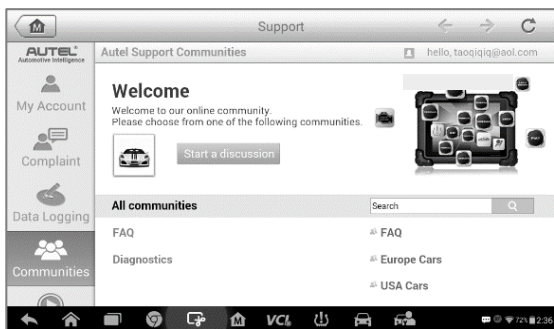 M
Support
AUTEL
Automotive Intelligence
Autel Support Communities
hello, taoqiqiq@aol.com
My Account
Complaint
Data Logging
Communities
Welcome
Welcome to our online community.
Please choose from one of the following communities.
Start a discussion
All communities
Search
FAQ
FAQ
Diagnostics
Europe Cars
USA Cars
M
VCI
72%
2:36